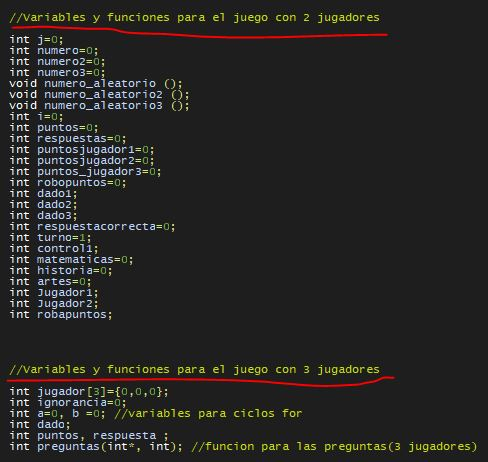 //Variables y funciones para el juego con 2 jugadores
int j=0;
int numero=0;
int numero2=0;
int numero3=0;
void numero_aleatorio ();
void numero_aleatorio2 ();
void numero_aleatorio3 ();
int i=0;
int puntos=0;
int respuestas=0;
int puntosjugador1=0;
int puntosjugador2=0;
int puntos_jugador3=0;
int robopuntos=0;
int dado1;
int dado2;
int dado3;
int respuestacorrecta=0;
int turno=1;
int control1;
int matematicas=0;
int historia=0;
int artes=0;
int Jugador1;
int Jugador2;
int robapuntos;
//Variables y funciones para el juego con 3 jugadores
int jugador[3]={0,0,0};
int ignorancia=0;
int a=0, b =0; //variables para ciclos for
int dado;
int puntos, respuesta ;
int preguntas(int*, int); //funcion para las preguntas(3 jugadores)